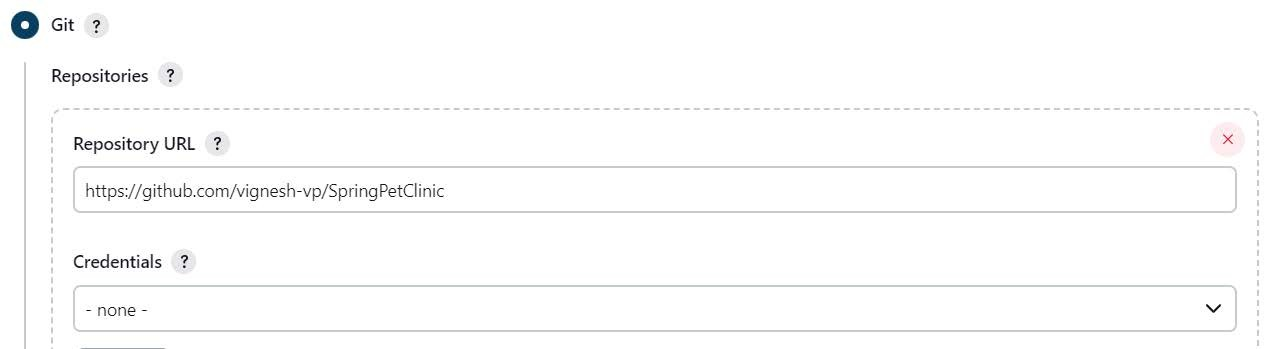 Git ?
Repositories ?
Repository URL ?
https://github.com/vignesh-vp/SpringPetClinic
Credentials ?
- none -